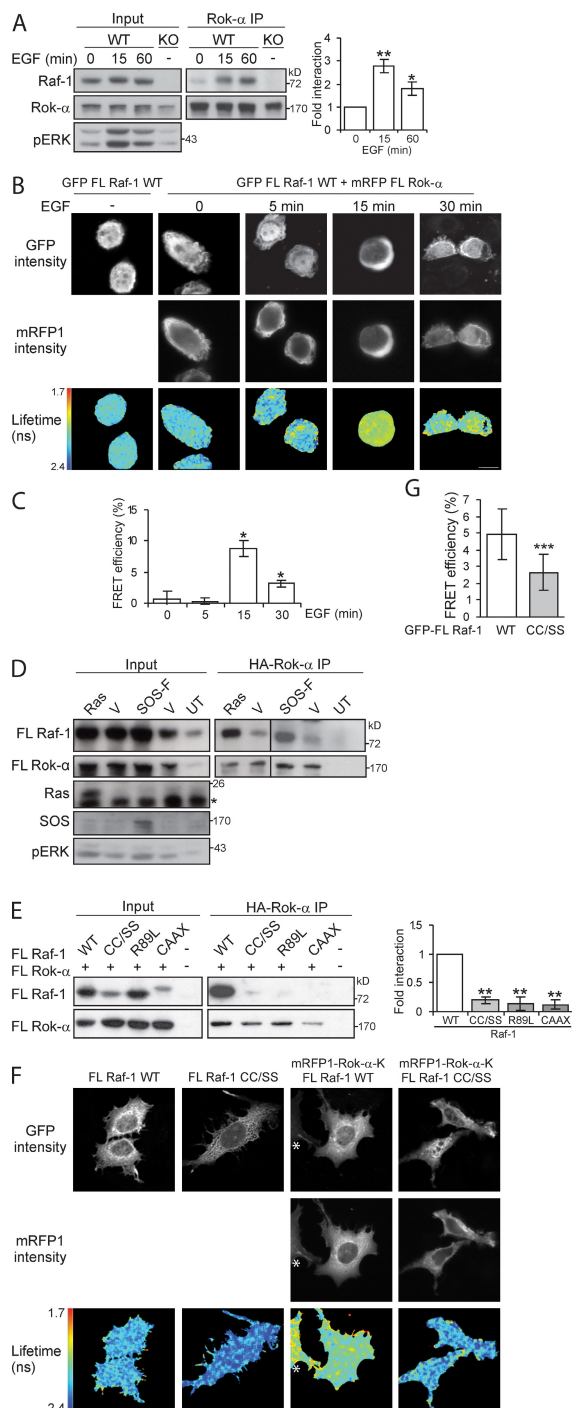 A
Input
Rok-α IP
WT
KO
WT
KO
EGF (min)
0
15
60
-
0
15
60
-
kD
Raf-1
72
Rok-α
170
pERK
43
Fold interaction
4
3
2
1
0
**
*
0
15
60
EGF (min)
B
GFP FL Raf-1 WT
GFP FL Raf-1 WT + mRFP FL Rok-α
EGF
-
0
5 min
15 min
30 min
GFP
intensity
mRFP1
intensity
1.7
Lifetime
(ns)
2.4
C
FRET efficiency (%)
15
10
5
0
*
*
0
5
15
30
EGF (min)
G
FRET efficiency (%)
7
6
5
4
3
2
1
0
***
GFP-FL Raf-1
WT
CC/SS
D
Input
HA-Rok-α IP
Ras
V
SOS-F
V
UT
Ras
V
SOS-F
V
UT
kD
FL Raf-1
72
FL Rok-α
170
Ras
26
*
SOS
170
pERK
43
E
Input
HA-Rok-α IP
FL Raf-1
WT
CC/SS
R89L
CAAX
-
WT
CC/SS
R89L
CAAX
-
FL Rok-α
+
+
+
+
-
+
+
+
+
-
kD
FL Raf-1
72
FL Rok-α
170
Fold interaction
1.5
1
0.5
0
**
**
**
WT
CC/SS
R89L
CAAX
Raf-1
F
FL Raf-1 WT
FL Raf-1 CC/SS
mRFP1-Rok-α-K
FL Raf-1 WT
mRFP1-Rok-α-K
FL Raf-1 CC/SS
GFP
intensity
*
mRFP1
intensity
*
1.7
Lifetime
(ns)
*
2.4